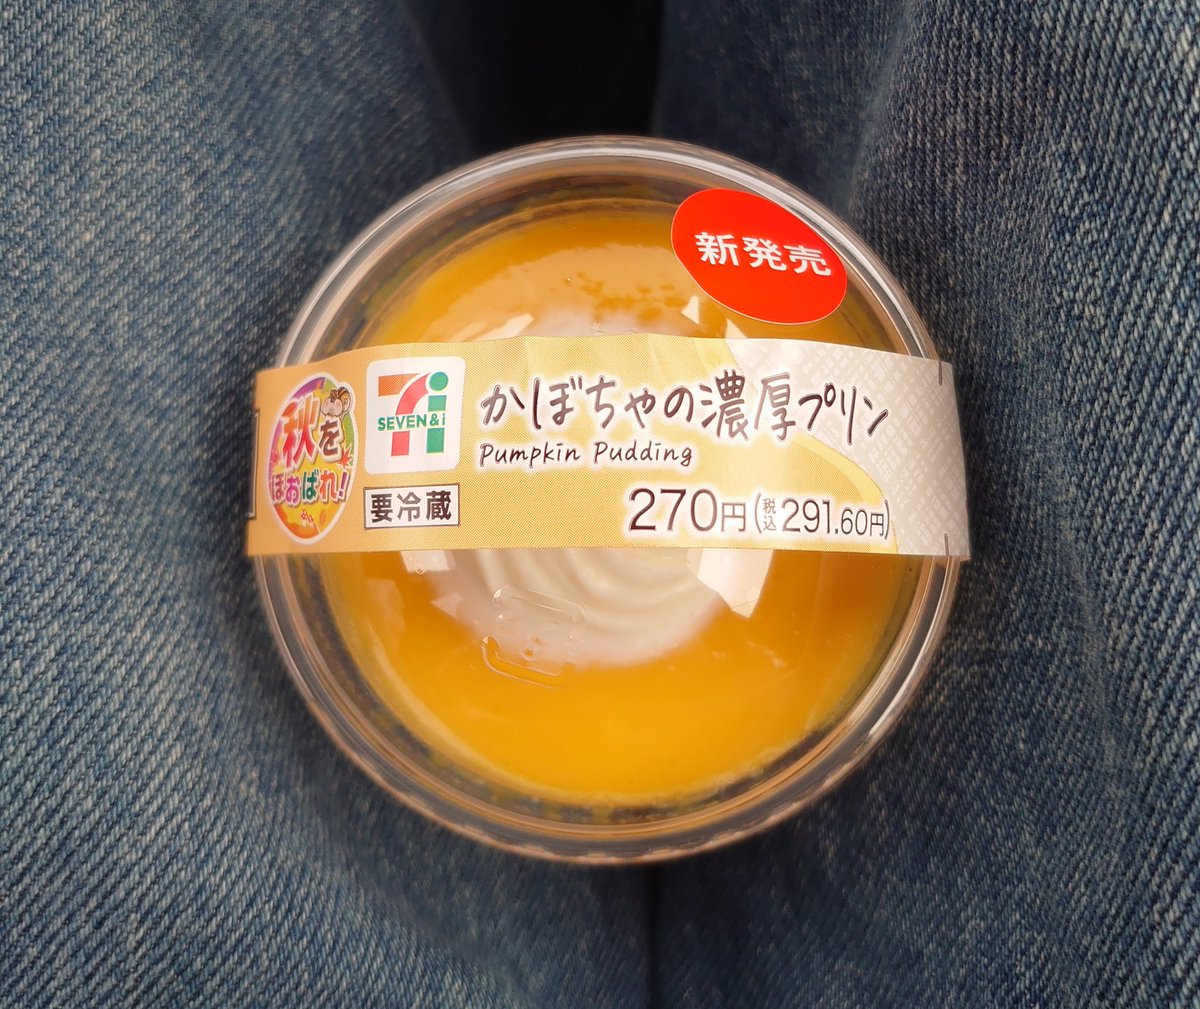 新発売
秋を
ほおばれ!
SEVEN&i
かぼちゃの濃厚プリン
Pumpkin Pudding
要冷蔵
270円(税込291.60円)